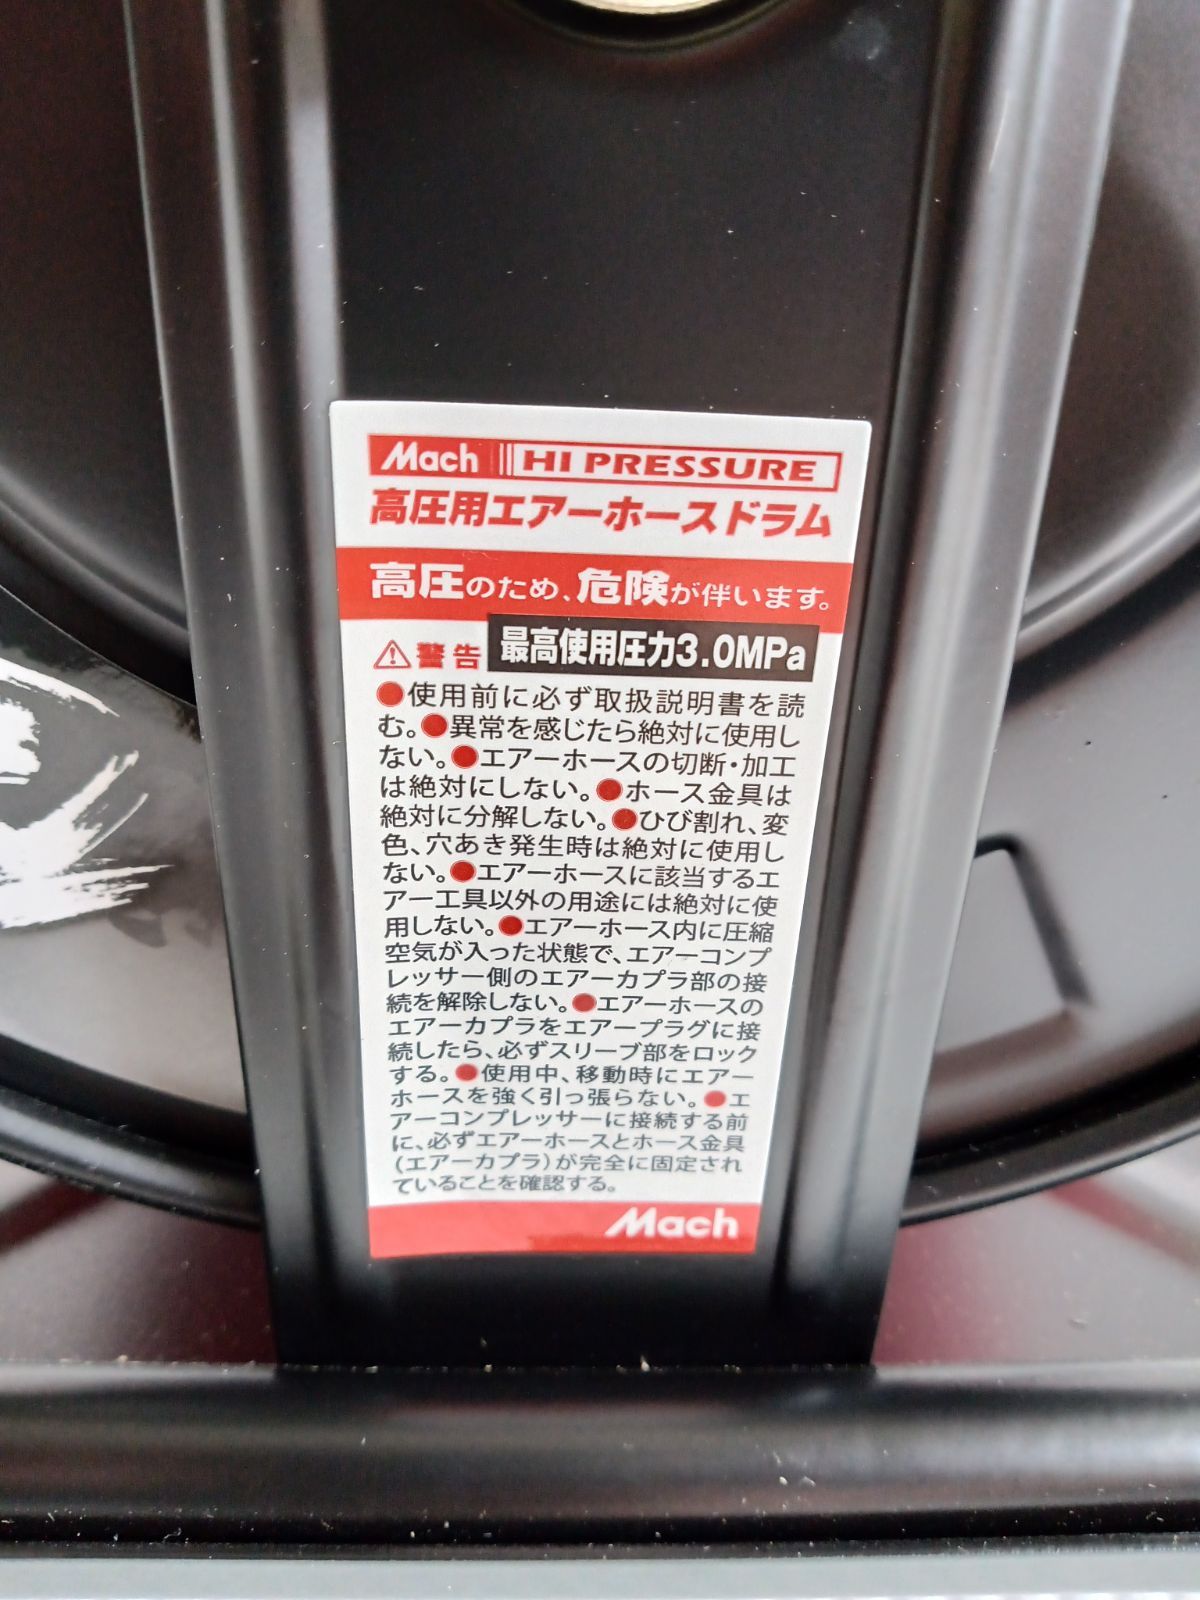 Mach HI PRESSURE
高圧用エアーホースドラム
高圧のため、危険が伴います。
⚠警告 最高使用圧力3.0MPa
●使用前に必ず取扱説明書を読
む。●異常を感じたら絶対に使用し
ない。●エアーホースの切断・加工
は絶対にしない。●ホース金具は
絶対に分解しない。●ひび割れ、変
色、穴あき発生時は絶対に使用し
ない。●エアーホースに該当するエ
アー工具以外の用途には絶対に使
用しない。●エアーホース内に圧縮
空気が入った状態で、エアーコンプ
レッサー側のエアーカプラ部の接
続を解除しない。●エアーホースの
エアーカプラをエアープラグに接
続したら、必ずスリーブ部をロック
する。●使用中、移動時にエアー
ホースを強く引っ張らない。●エ
アーコンプレッサーに接続する前
に、必ずエアーホースとホース金具
(エアーカプラ)が完全に固定され
ていることを確認する。
Mach